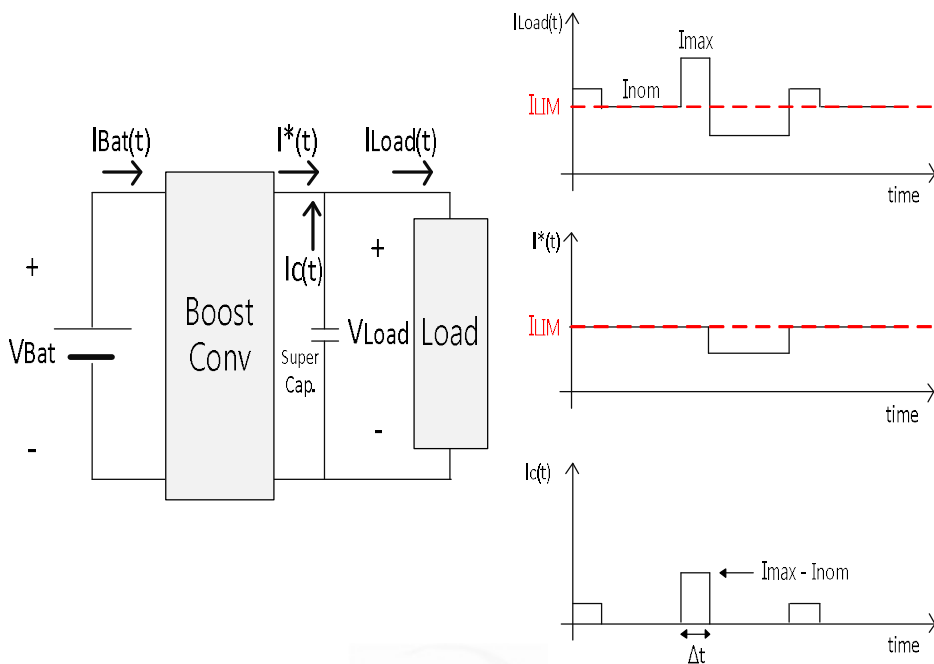 IBat(t)
I*(t)
ILoad(t)
Ic(t)
+
VBat
-
Boost
Conv
Super
Cap.
+
VLoad
-
Load
ILoad(t)
Imax
Inom
ILIM
time
I*(t)
ILIM
time
Ic(t)
Imax - Inom
Δt
time